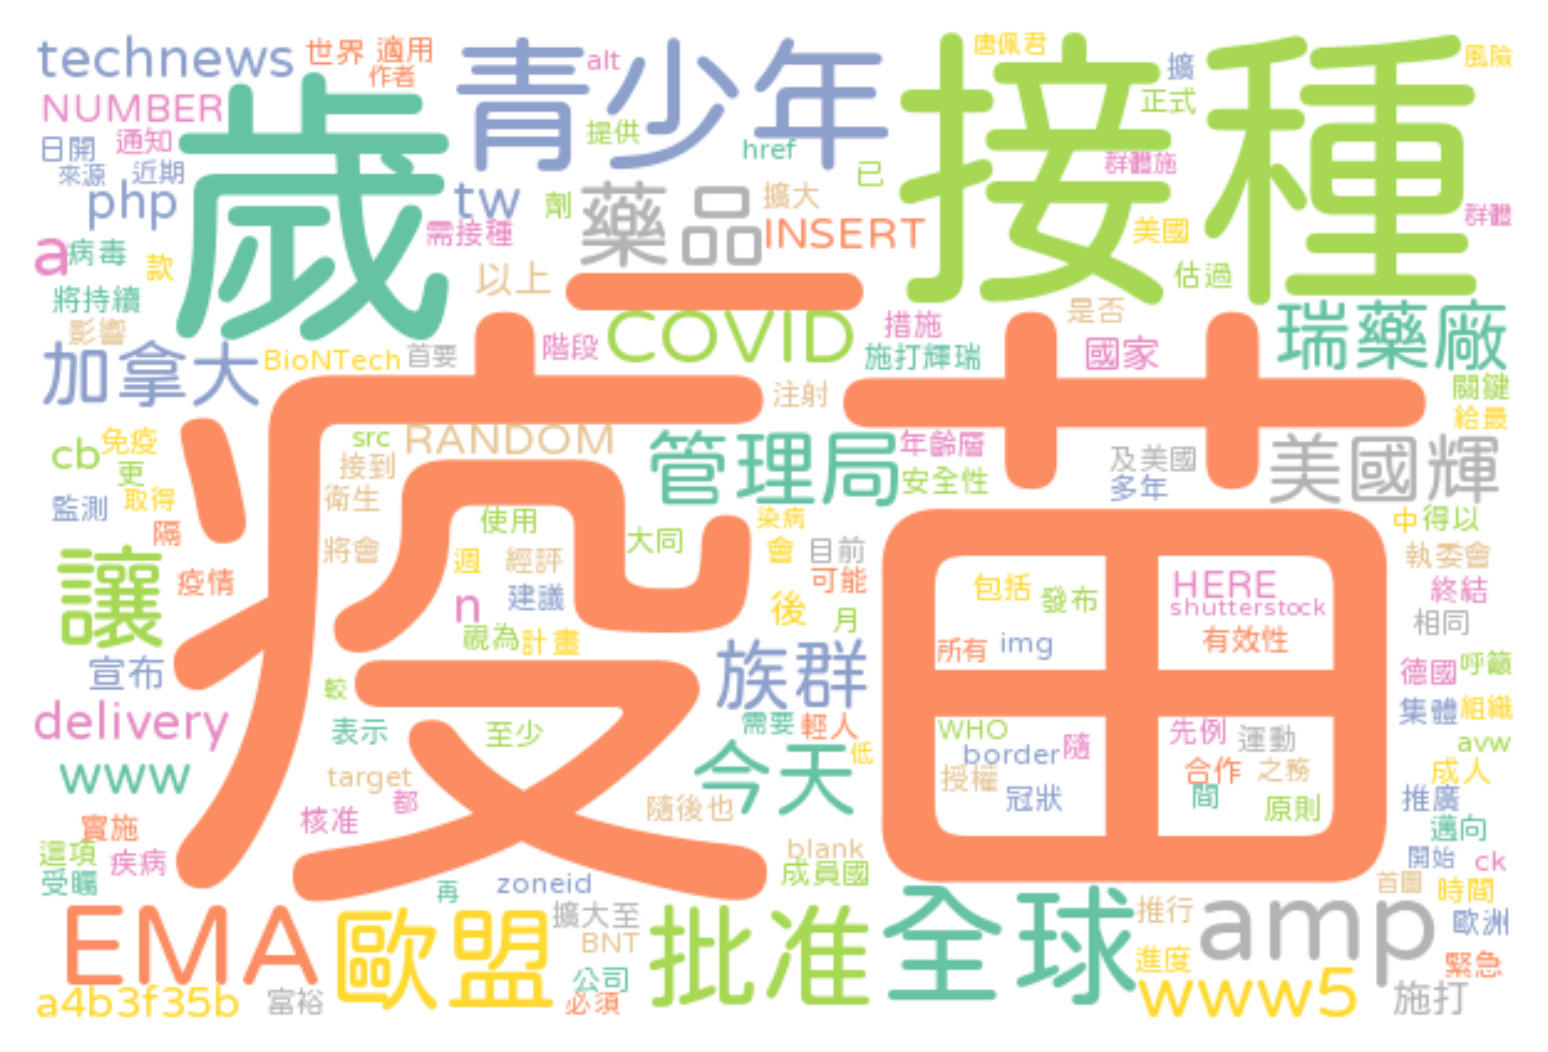 technews
世界
適用
作者
青少年
alt
接種
唐佩君
擴
風險
NUMBER
歲
提供
href
正式
日開
通知
來源
近期
已
群體施
php
tw
劑
藥品
擴大
INSERT
美國
群體
a
病毒
款
需接種
以上
估過
將持續
影響
COVID
措施
是否
瑞藥廠
加拿大
BioNTech
首要
階段
施打輝瑞
國家
注射
關鍵
給最
cb
免疫
更
src
RANDOM
接到
管理局
年齡層
安全性
及美國
多年
美國輝
監測
取得
隔
衛生
疫苗
使用
大同
染病
會
目前
中
得以
讓
疫情
將會
週
經評
可能
執委會
n
建議
後
月
包括
發布
HERE
shutterstock
終結
相同
視為
計畫
所有
img
有效性
宣布
較
族群
德國
呼籲
delivery
表示
至少
需要
輕人
WHO
border
隨
先例
運動
集體
組織
www
target
都
今天
低
授權
冠狀
合作
之務
間
原則
avw
成人
核准
隨後也
推廣
邁向
實施
這項
疾病
受矚
blank
成員國
開始
ck
再
zoneid
首圖
時間
EMA
歐盟
擴大至
BNT
批准
全球
推行
amp
歐洲
a4b3f35b
富裕
公司
必須
進度
www5
緊急
施打